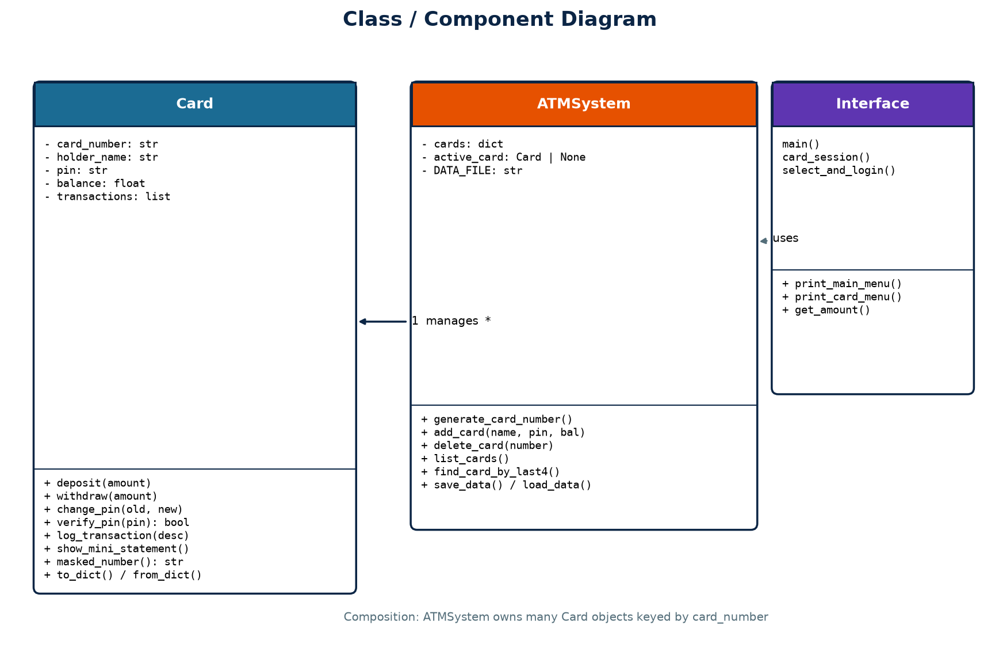 Class / Component Diagram
Card
- card_number: str
- holder_name: str
- pin: str
- balance: float
- transactions: list
+ deposit(amount)
+ withdraw(amount)
+ change_pin(old, new)
+ verify_pin(pin): bool
+ log_transaction(desc)
+ show_mini_statement()
+ masked_number(): str
+ to_dict() / from_dict()
ATMSystem
- cards: dict
- active_card: Card | None
- DATA_FILE: str
1 manages *
+ generate_card_number()
+ add_card(name, pin, bal)
+ delete_card(number)
+ list_cards()
+ find_card_by_last4()
+ save_data() / load_data()
Interface
main()
card_session()
select_and_login()
uses
+ print_main_menu()
+ print_card_menu()
+ get_amount()
Composition: ATMSystem owns many Card objects keyed by card_number